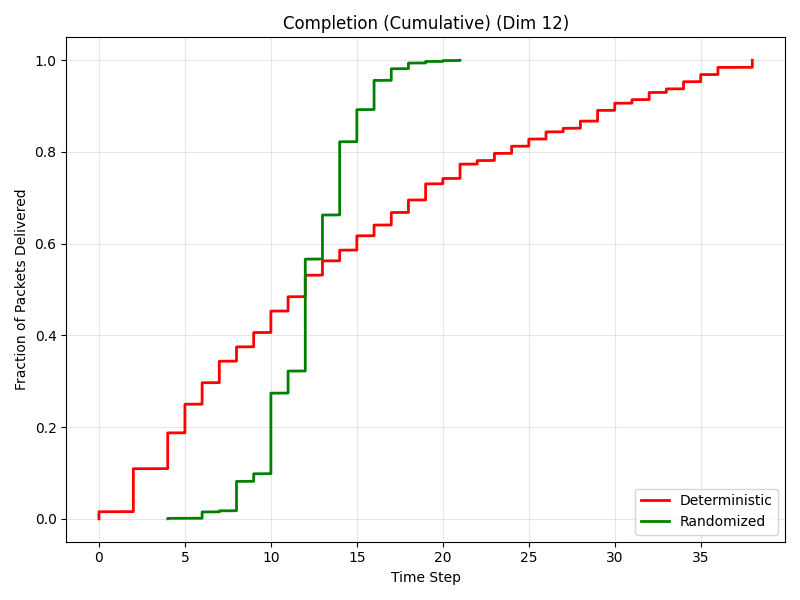 Completion (Cumulative) (Dim 12)
Fraction of Packets Delivered
1.0
0.8
0.6
0.4
0.2
0.0
Deterministic
Randomized
0 5 10 15 20 25 30 35
Time Step